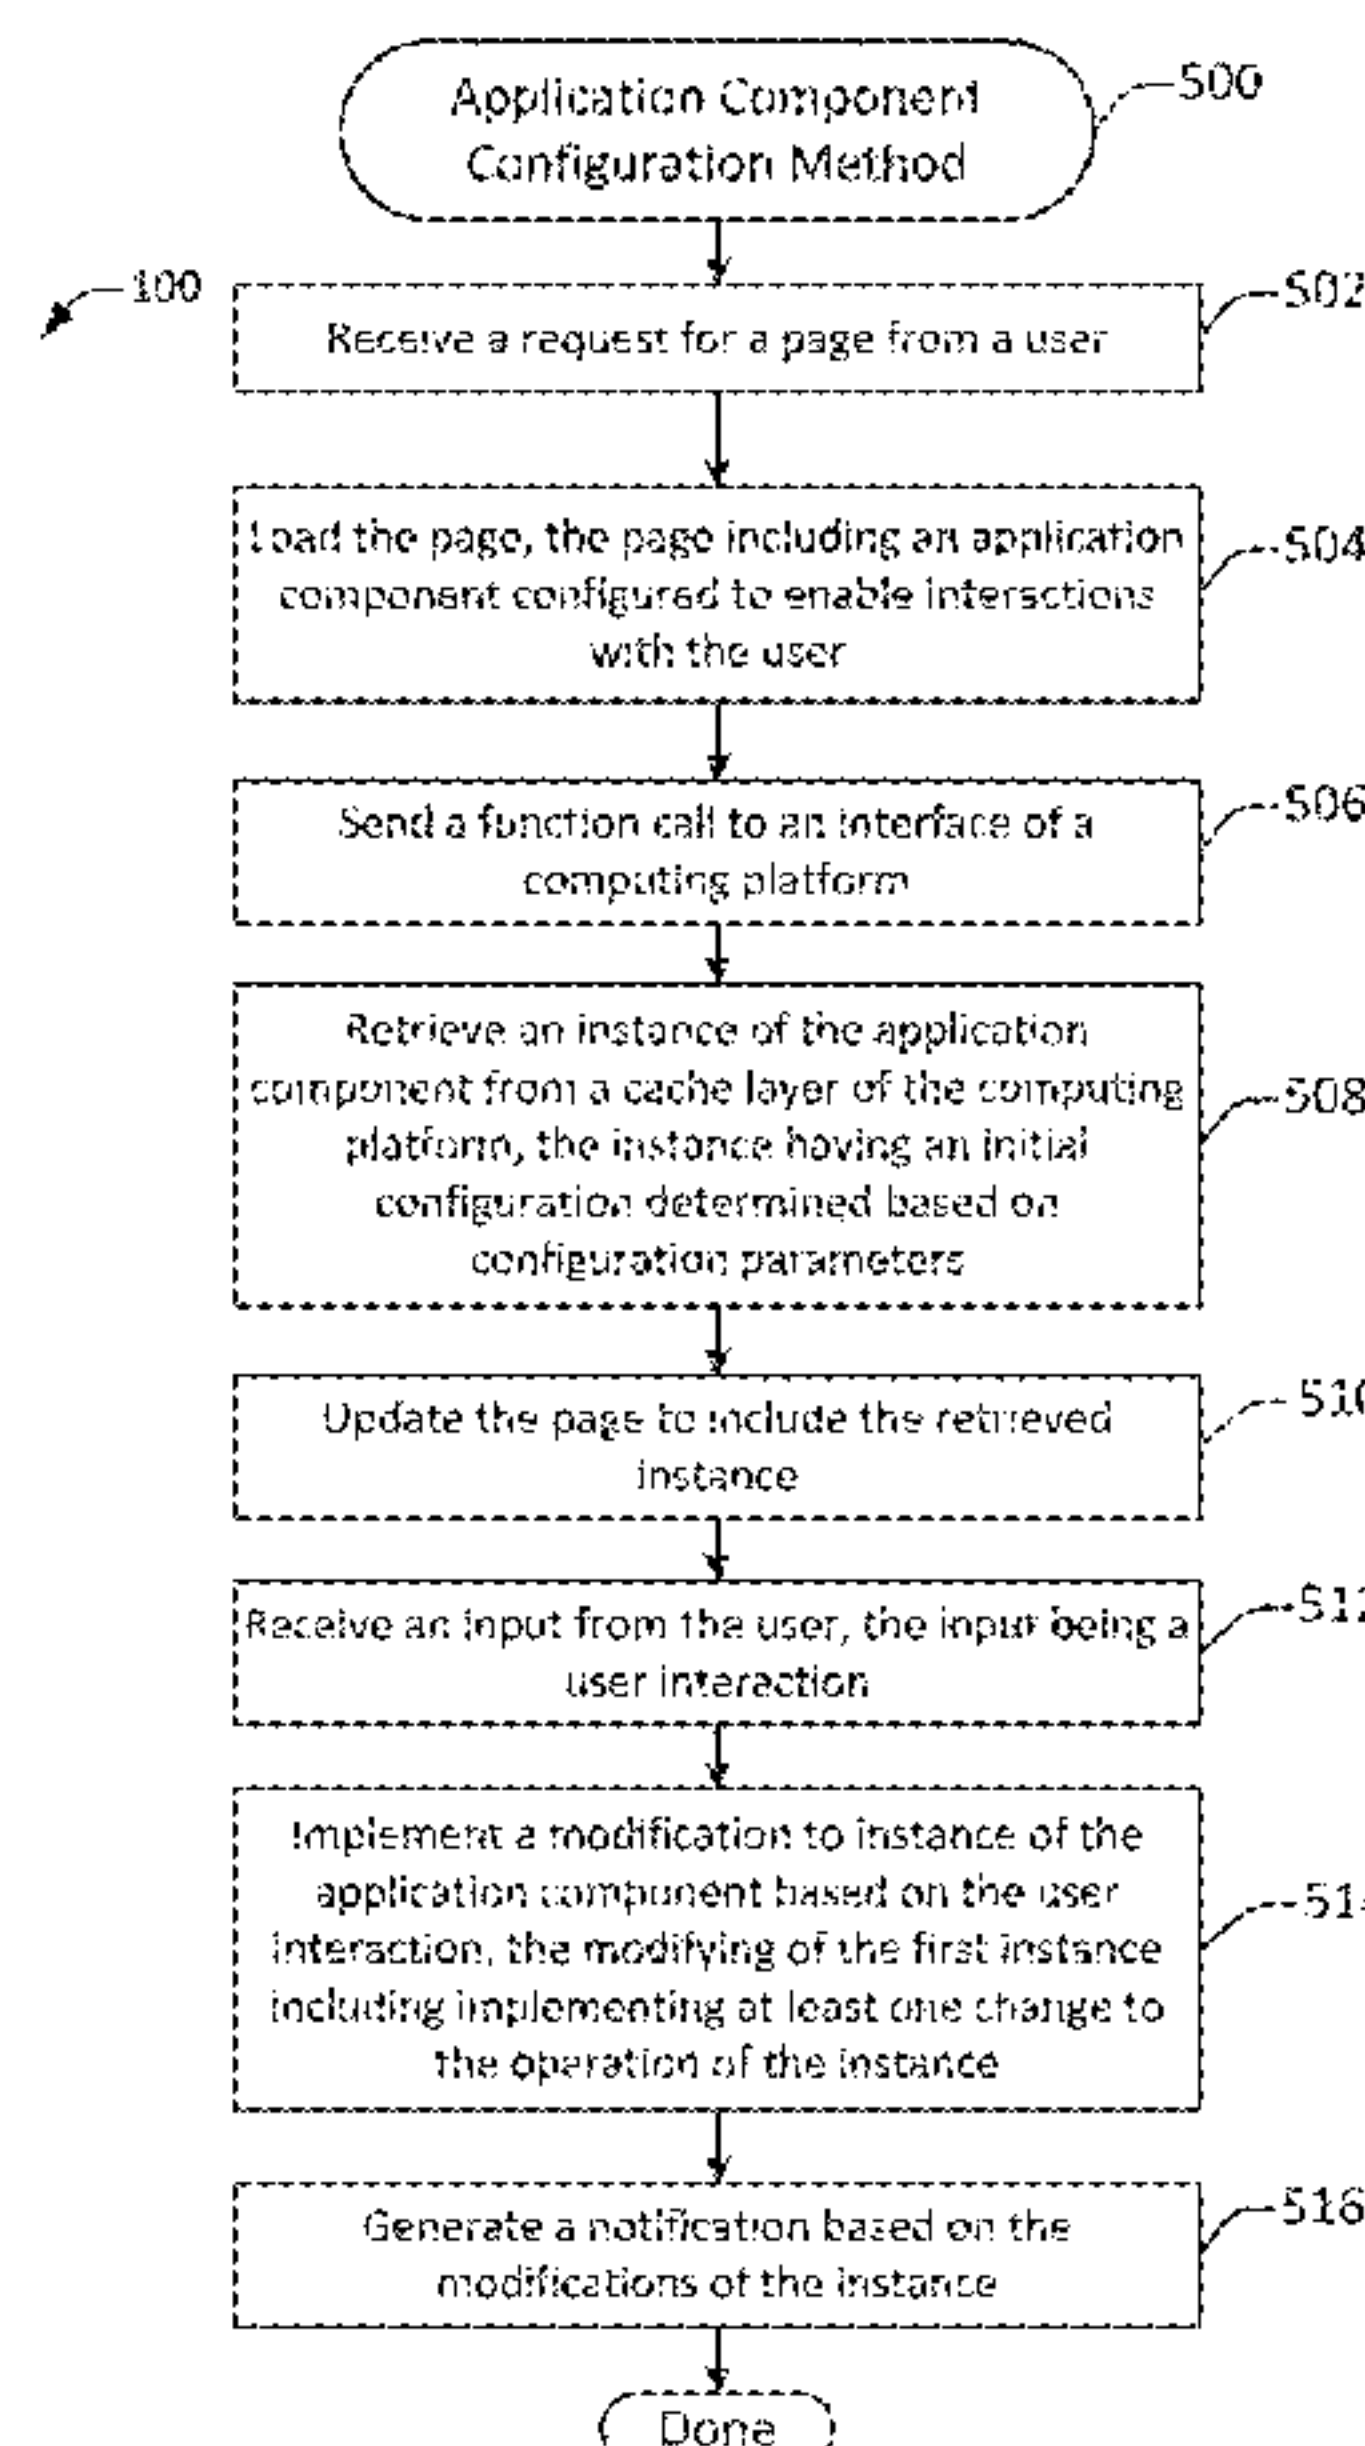 Application Component
Configuration Method
500
100
Receive a request for a page from a user
502
Load the page, the page including an application
component configured to enable interactions
with the user
504
Send a function call to an interface of a
computing platform
506
Retrieve an instance of the application
component from a cache layer of the computing
platform, the instance having an initial
configuration determined based on
configuration parameters
508
Update the page to include the retrieved
instance
510
Receive an input from the user, the input being a
user interaction
512
Implement a modification to instance of the
application component based on the user
interaction, the modifying of the first instance
including implementing at least one change to
the operation of the instance
Generate a notification based on the
modifications of the instance
516
Done